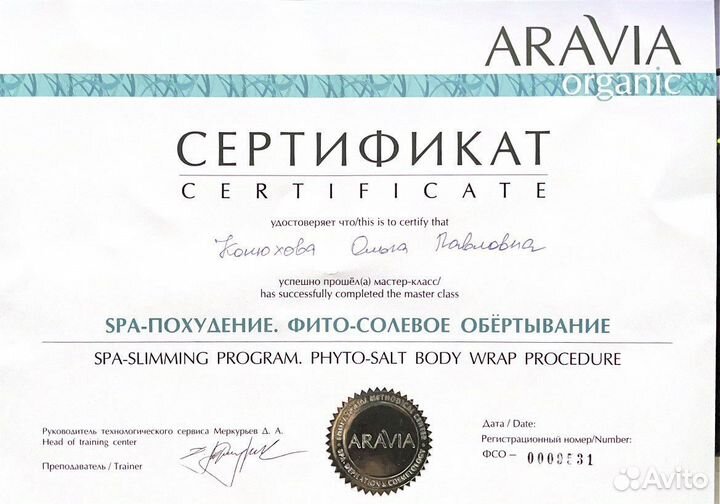 ARAVIA
organic
СЕРТИФИКАТ
CERTIFICATE
удостоверяет что/this is to certify that
Конюхова Ольга Павловна
успешно прошёл(а) мастер-класс/
has successfully completed the master class
SPA-ПОХУДЕНИЕ. ФИТО-СОЛЕВОЕ ОБЁРТЫВАНИЕ
SPA-SLIMMING PROGRAM. PHYTO-SALT BODY WRAP PROCEDURE
Руководитель технологического сервиса Меркурьев Д. А.
Head of training center
Преподаватель / Trainer
ARAVIA
Дата / Date:
Регистрационный номер/Number:
ФСО –
Avito